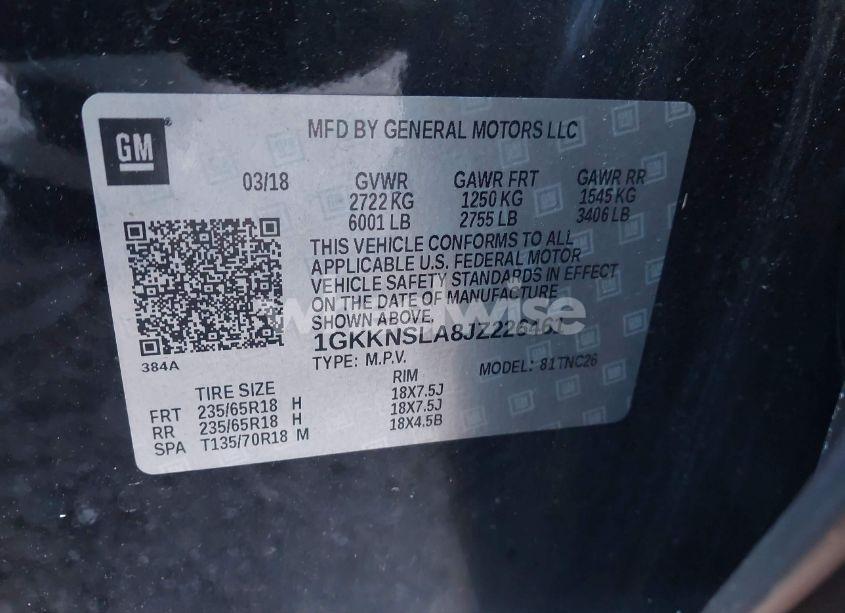 GM
MFD BY GENERAL MOTORS LLC
03/18
GVWR
2722 KG
6001 LB
GAWR FRT
1250 KG
2755 LB
GAWR RR
1545 KG
3406 LB
THIS VEHICLE CONFORMS TO ALL
APPLICABLE U.S. FEDERAL MOTOR
VEHICLE SAFETY STANDARDS IN EFFECT
ON THE DATE OF MANUFACTURE
SHOWN ABOVE.
384A
TYPE: M.P.V.
MODEL: 81TNC26
TIRE SIZE
RIM
FRT 235/65R18 H 18X7.5J
RR 235/65R18 H 18X7.5J
SPA T135/70R18 M 18X4.5B